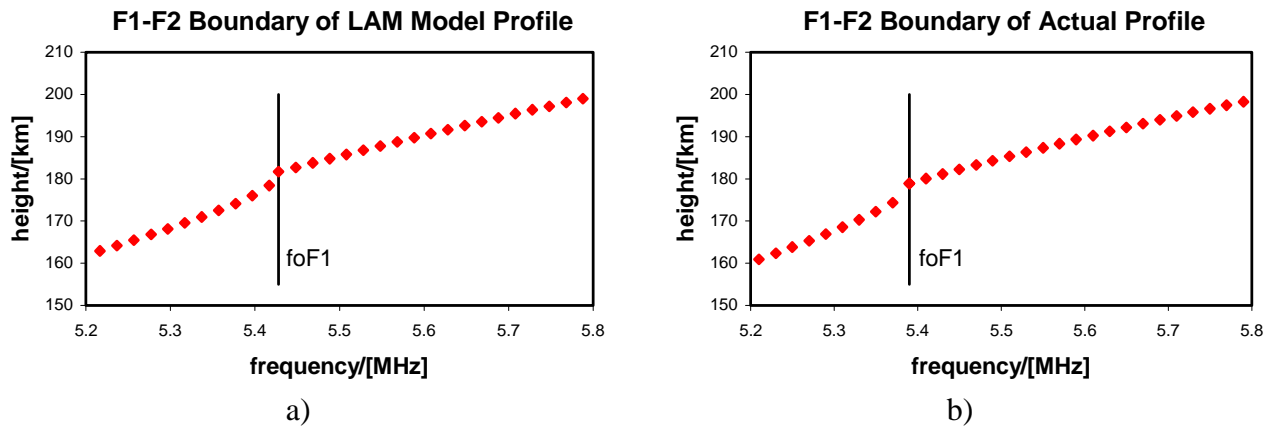 F1-F2 Boundary of LAM Model Profile
210
200
190
180
170
160
150
height/[km]
foF1
5.2 5.3 5.4 5.5 5.6 5.7 5.8
frequency/[MHz]
a)
F1-F2 Boundary of Actual Profile
210
200
190
180
170
160
150
height/[km]
foF1
5.2 5.3 5.4 5.5 5.6 5.7 5.8
frequency/[MHz]
b)